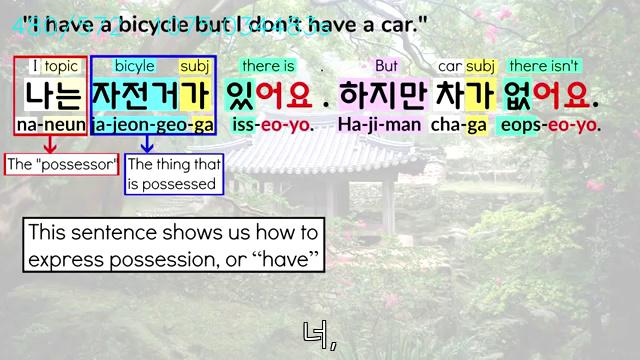 "I have a bicycle but I don't have a car."
I topic bicyle subj there is . But car subj there isn't
나는 자전거가 있어요. 하지만 차가 없어요.
na-neun ja-jeon-geo-ga iss-eo-yo. Ha-ji-man cha-ga eops-eo-yo.
The "possessor"
The thing that
is possessed
This sentence shows us how to
express possession, or “have”
너,